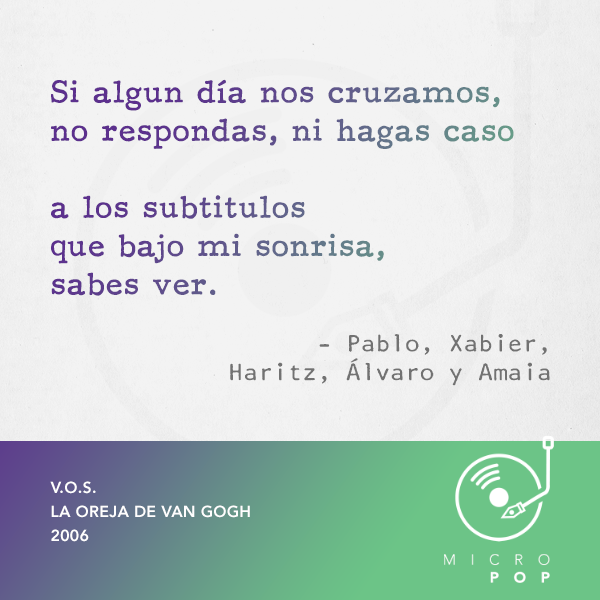 Si algun día nos cruzamos,
no respondas, ni hagas caso
a los subtitulos
que bajo mi sonrisa,
sabes ver.
- Pablo, Xabier,
Haritz, Álvaro y Amaia
V.O.S.
LA OREJA DE VAN GOGH
2006
MICRO
POP